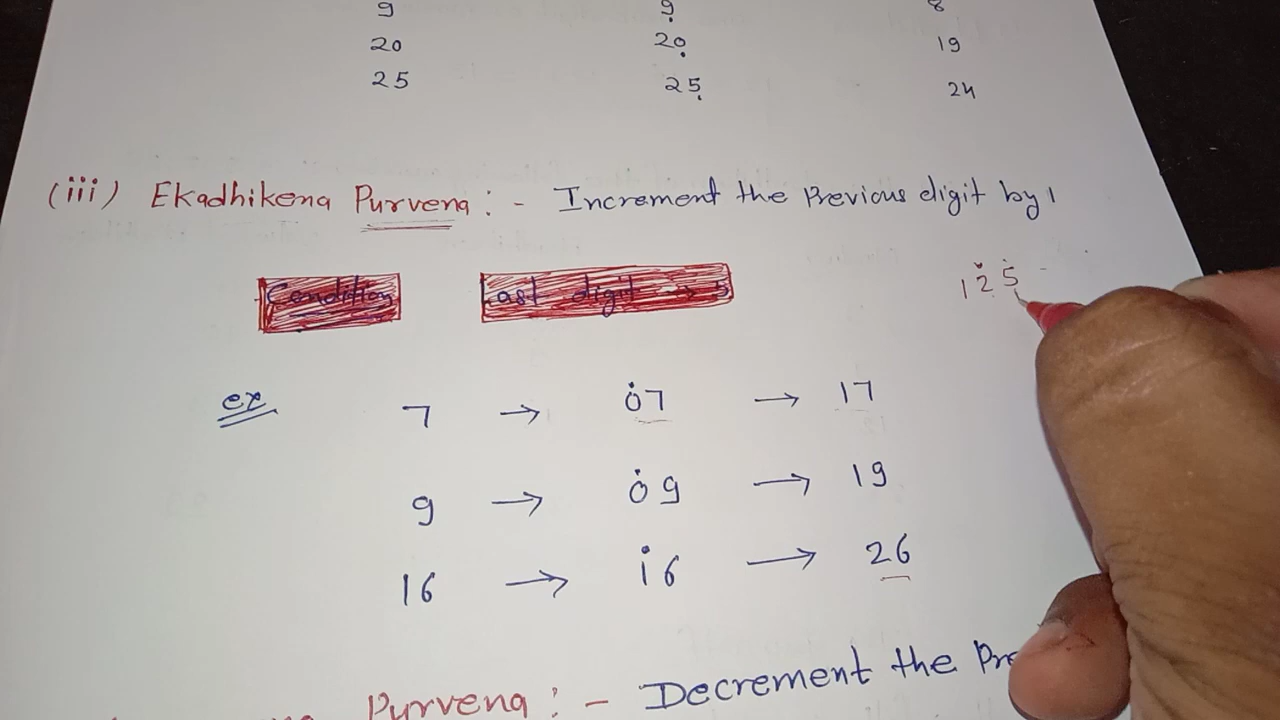 9 9 8
20 20 19
25 25 24
(iii) Ekadhikena Purvena : - Increment the Previous digit by 1
Condition Last digit → 5
125
ex 7 → 07 → 17
9 → 09 → 19
16 → 16 → 26
Purvena : - Decrement the